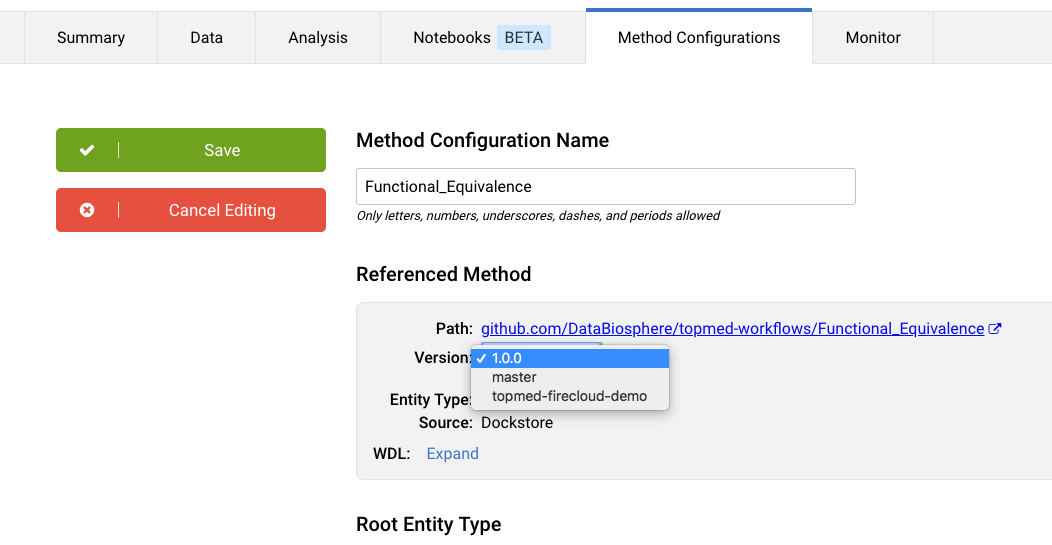 Summary Data Analysis Notebooks BETA Method Configurations Monitor
Save
Cancel Editing
Method Configuration Name
Functional_Equivalence
Only letters, numbers, underscores, dashes, and periods allowed
Referenced Method
Path: github.com/DataBiosphere/topmed-workflows/Functional_Equivalence
Version: ✓ 1.0.0
master
topmed-firecloud-demo
Entity Type:
Source: Dockstore
WDL: Expand
Root Entity Type